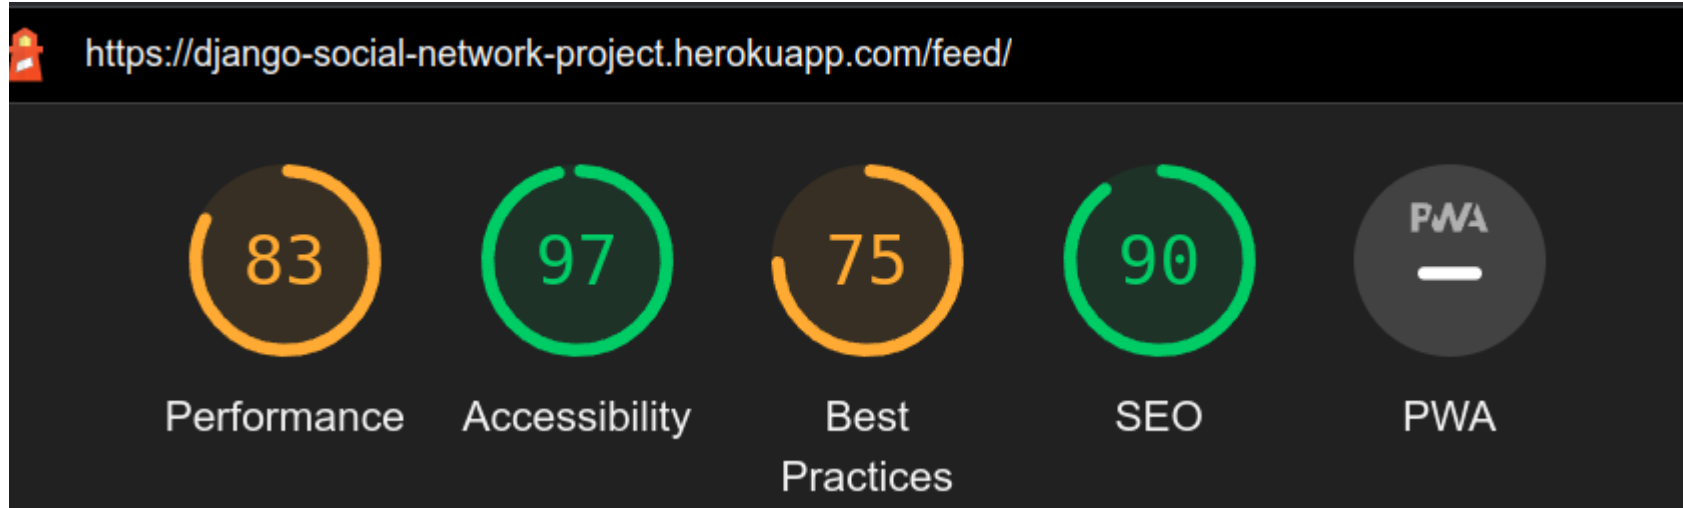 https://django-social-network-project.herokuapp.com/feed/
83 97 75 90 PWA
Performance Accessibility Best Practices SEO PWA